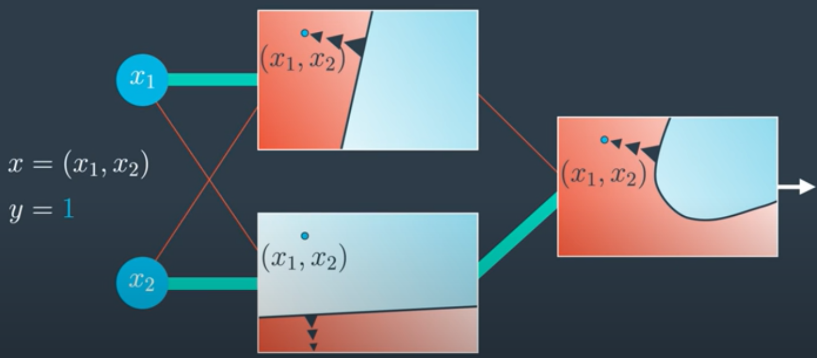 x₁
(x₁, x₂)
(x₁, x₂)
x = (x₁, x₂)
y = 1
(x₁, x₂)
x₂